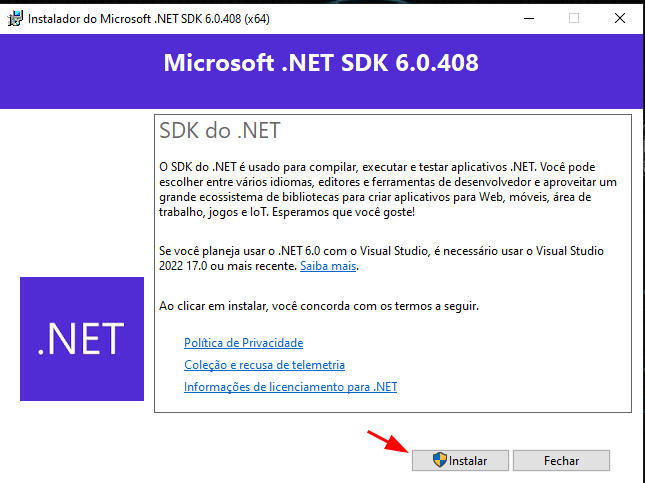 Instalador do Microsoft .NET SDK 6.0.408 (x64)
Microsoft .NET SDK 6.0.408
SDK do .NET
O SDK do .NET é usado para compilar, executar e testar aplicativos .NET. Você pode
escolher entre vários idiomas, editores e ferramentas de desenvolvedor e aproveitar um
grande ecossistema de bibliotecas para criar aplicativos para Web, móveis, área de
trabalho, jogos e IoT. Esperamos que você goste!
Se você planeja usar o .NET 6.0 com o Visual Studio, é necessário usar o Visual Studio
2022 17.0 ou mais recente. Saiba mais.
Ao clicar em instalar, você concorda com os termos a seguir.
.NET
Política de Privacidade
Coleção e recusa de telemetria
Informações de licenciamento para .NET
Instalar
Fechar